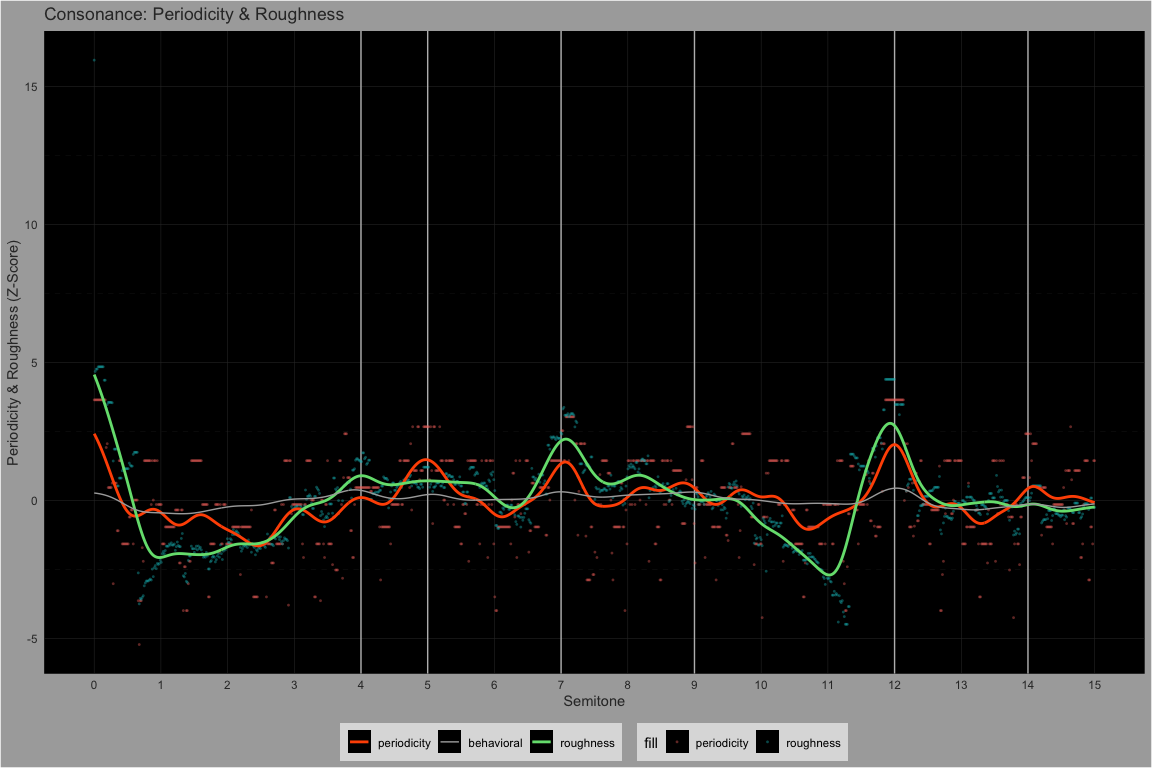 Consonance: Periodicity & Roughness
Periodicity & Roughness (Z-Score)
15
10
5
0
-5
0 1 2 3 4 5 6 7 8 9 10 11 12 13 14 15
Semitone
periodicity behavioral roughness fill periodicity roughness